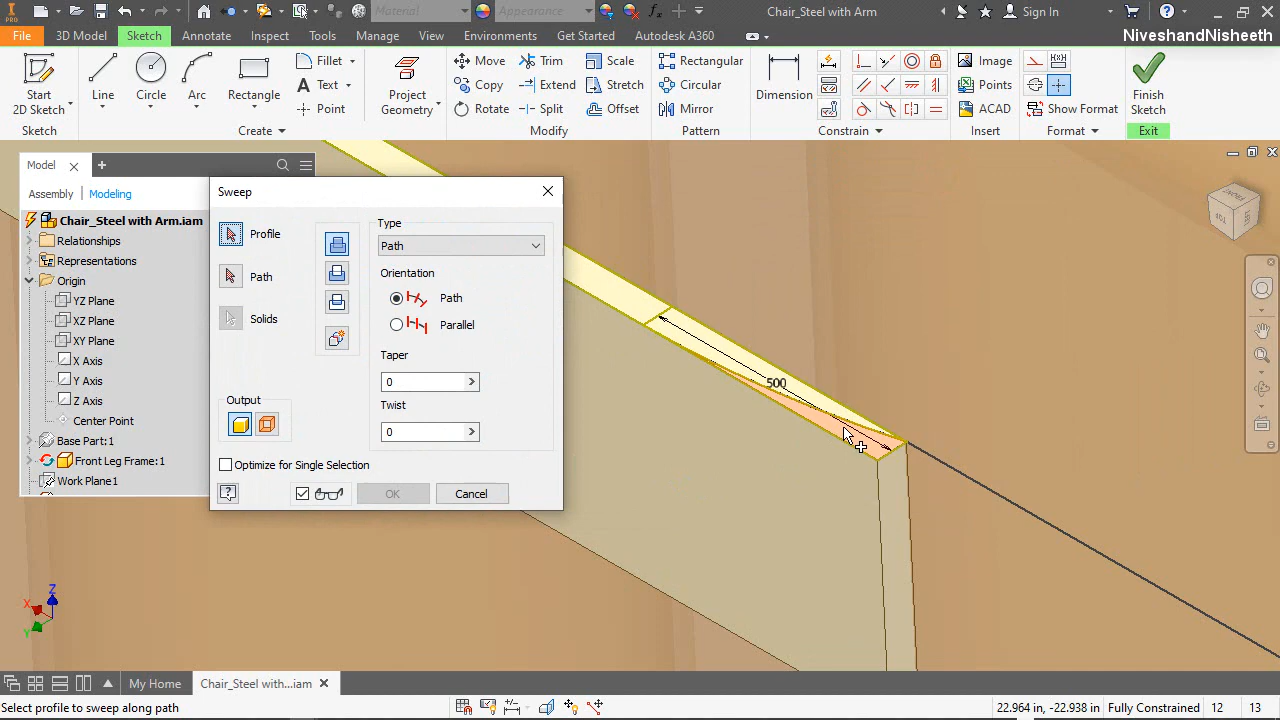 Material
Appearance
Chair_Steel with Arm
Sign In
PRO
File
3D Model
Sketch
Annotate
Inspect
Tools
Manage
View
Environments
Get Started
Autodesk A360
NiveshandNisheeth
Start
2D Sketch
Line
Circle
Arc
Rectangle
Fillet
Text
Point
Project
Geometry
Move
Copy
Rotate
Trim
Extend
Split
Scale
Stretch
Offset
Rectangular
Circular
Mirror
Dimension
Image
Points
ACAD
Show Format
Finish
Sketch
Sketch
Create
Modify
Pattern
Constrain
Insert
Format
Exit
Model
Assembly
Modeling
Chair_Steel with Arm.iam
Relationships
Representations
Origin
YZ Plane
XZ Plane
XY Plane
X Axis
Y Axis
Z Axis
Center Point
Base Part:1
Front Leg Frame:1
Work Plane1
Sweep
Profile
Path
Solids
Output
Type
Path
Orientation
Path
Parallel
Taper
0
Twist
0
Optimize for Single Selection
OK
Cancel
500
TOP
Z
X
Y
My Home
Chair_Steel with...iam
Select profile to sweep along path
22.964 in, -22.938 in
Fully Constrained
12
13